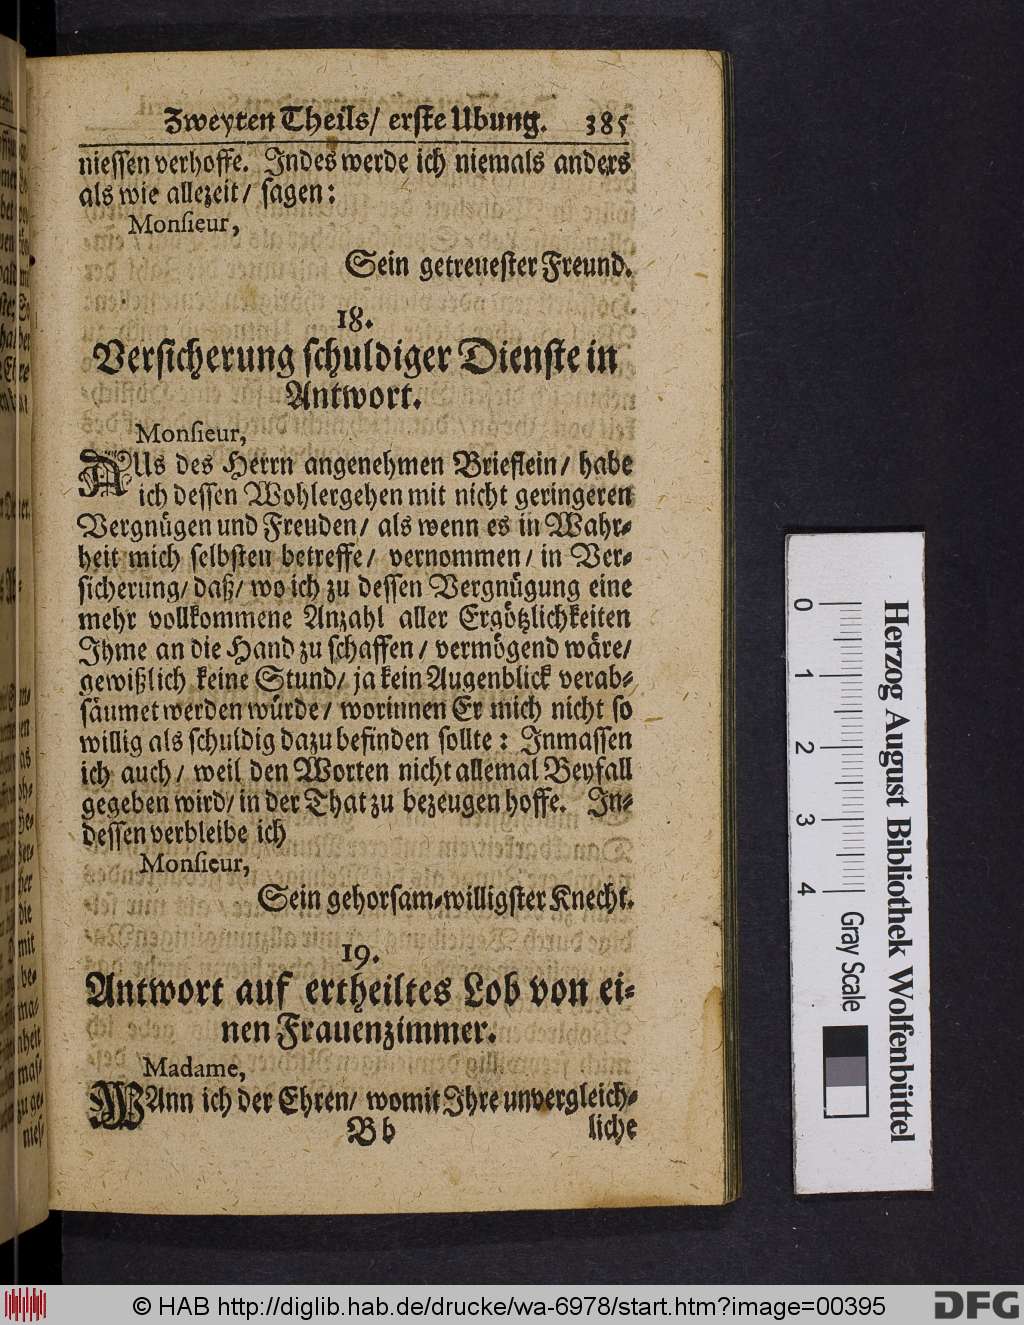 Zweyten Theils/ erste Ubung. 385
niessen verhoffe. Indes werde ich niemals anders
als wie allezeit/ sagen:
Monsieur,
Sein getreuester Freund.
18.
Versicherung schuldiger Dienste in
Antwort.
Monsieur,
AUs des Herrn angenehmen Brieflein/ habe
ich dessen Wohlergehen mit nicht geringeren
Vergnügen und Freuden/ als wenn es in Wahr-
heit mich selbsten betreffe/ vernommen/ in Ver-
sicherung/ daß/ wo ich zu dessen Vergnügung eine
mehr vollkommene Anzahl aller Ergötzlichkeiten
Ihme an die Hand zu schaffen/ vermögend wäre/
gewißlich keine Stund/ ja kein Augenblick verab-
säumet werden würde/ worinnen Er mich nicht so
willig als schuldig dazu befinden sollte: Inmassen
ich auch/ weil den Worten nicht allemal Beyfall
gegeben wird/ in der That zu bezeugen hoffe. In-
dessen verbleibe ich
Monsieur,
Sein gehorsam-willigster Knecht.
19.
Antwort auf ertheiltes Lob von ei-
nen Frauenzimmer.
Madame,
WAnn ich der Ehren/ womit Ihre unvergleich-
B b liche
0 1 2 3 4 Gray Scale
Herzog August Bibliothek Wolfenbüttel
© HAB http://diglib.hab.de/drucke/wa-6978/start.htm?image=00395
DFG